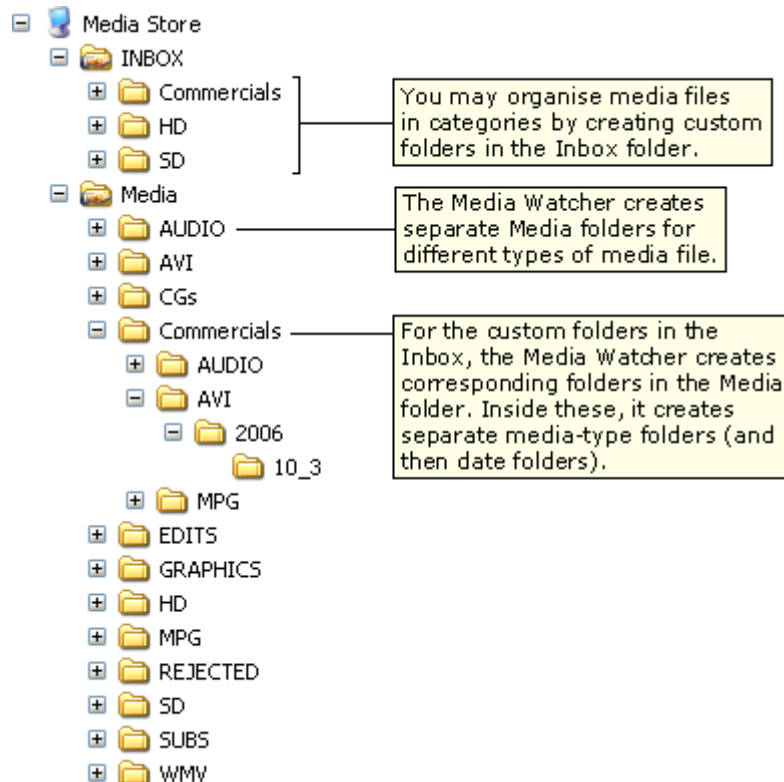 Media Store
INBOX
Commercials
HD
SD
You may organise media files
in categories by creating custom
folders in the Inbox folder.
Media
AUDIO
The Media Watcher creates
separate Media folders for
different types of media file.
AVI
CGs
Commercials
For the custom folders in the
Inbox, the Media Watcher creates
corresponding folders in the Media
folder. Inside these, it creates
separate media-type folders (and
then date folders).
AUDIO
AVI
2006
10_3
MPG
EDITS
GRAPHICS
HD
MPG
REJECTED
SD
SUBS
WMV